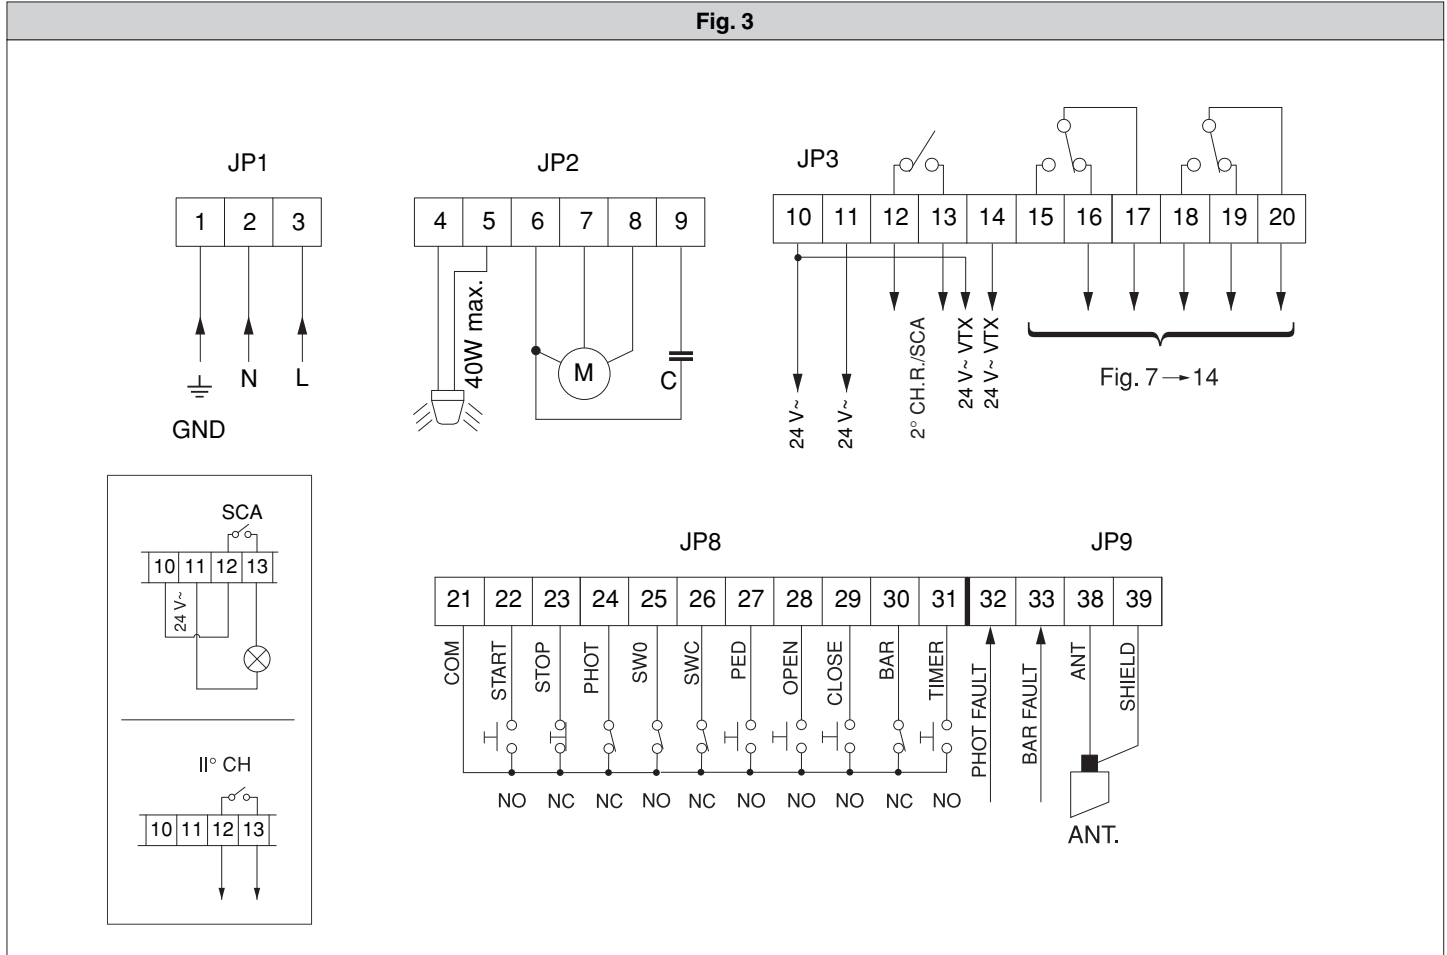 Fig. 3
JP1
1 2 3
N L
GND
JP2
4 5 6 7 8 9
40W max.
M
C
JP3
10 11 12 13 14 15 16 17 18 19 20
24 V~
24 V~
2° CH.R./SCA
24 V~ VTX
24 V~ VTX
Fig. 7→14
SCA
10 11 12 13
24 V~
II° CH
10 11 12 13
JP8
JP9
21 22 23 24 25 26 27 28 29 30 31 32 33 38 39
COM
START
STOP
PHOT
SW0
SWC
PED
OPEN
CLOSE
BAR
TIMER
PHOT FAULT
BAR FAULT
ANT
SHIELD
NO NC NC NO NC NO NO NO NC NO
ANT.